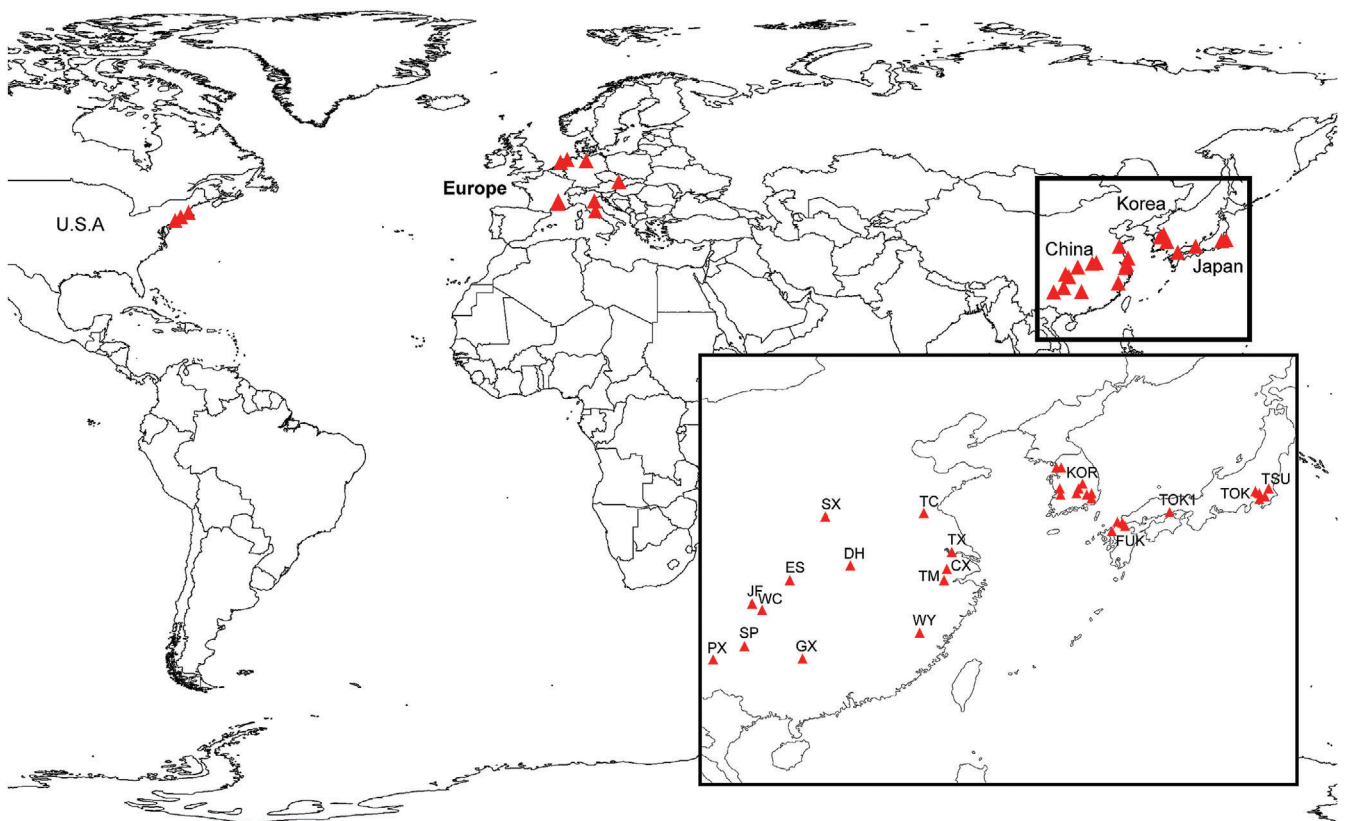 Europe
U.S.A
Korea
China
Japan
KOR
TSU
TOK
TOK1
SX
TC
FUK
TX
DH
CX
ES
TM
JF
WC
WY
SP
PX
GX